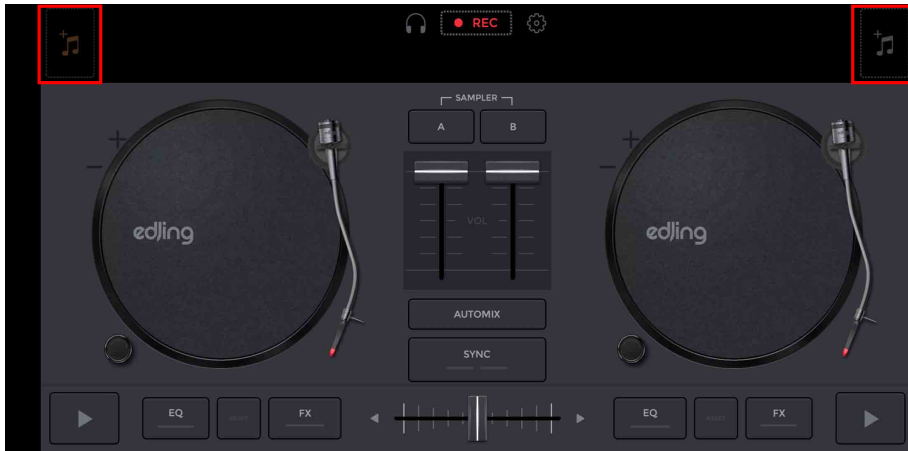 REC
SAMPLER
A B
edjing edjing
VOL
AUTOMIX
SYNC
EQ FX EQ FX